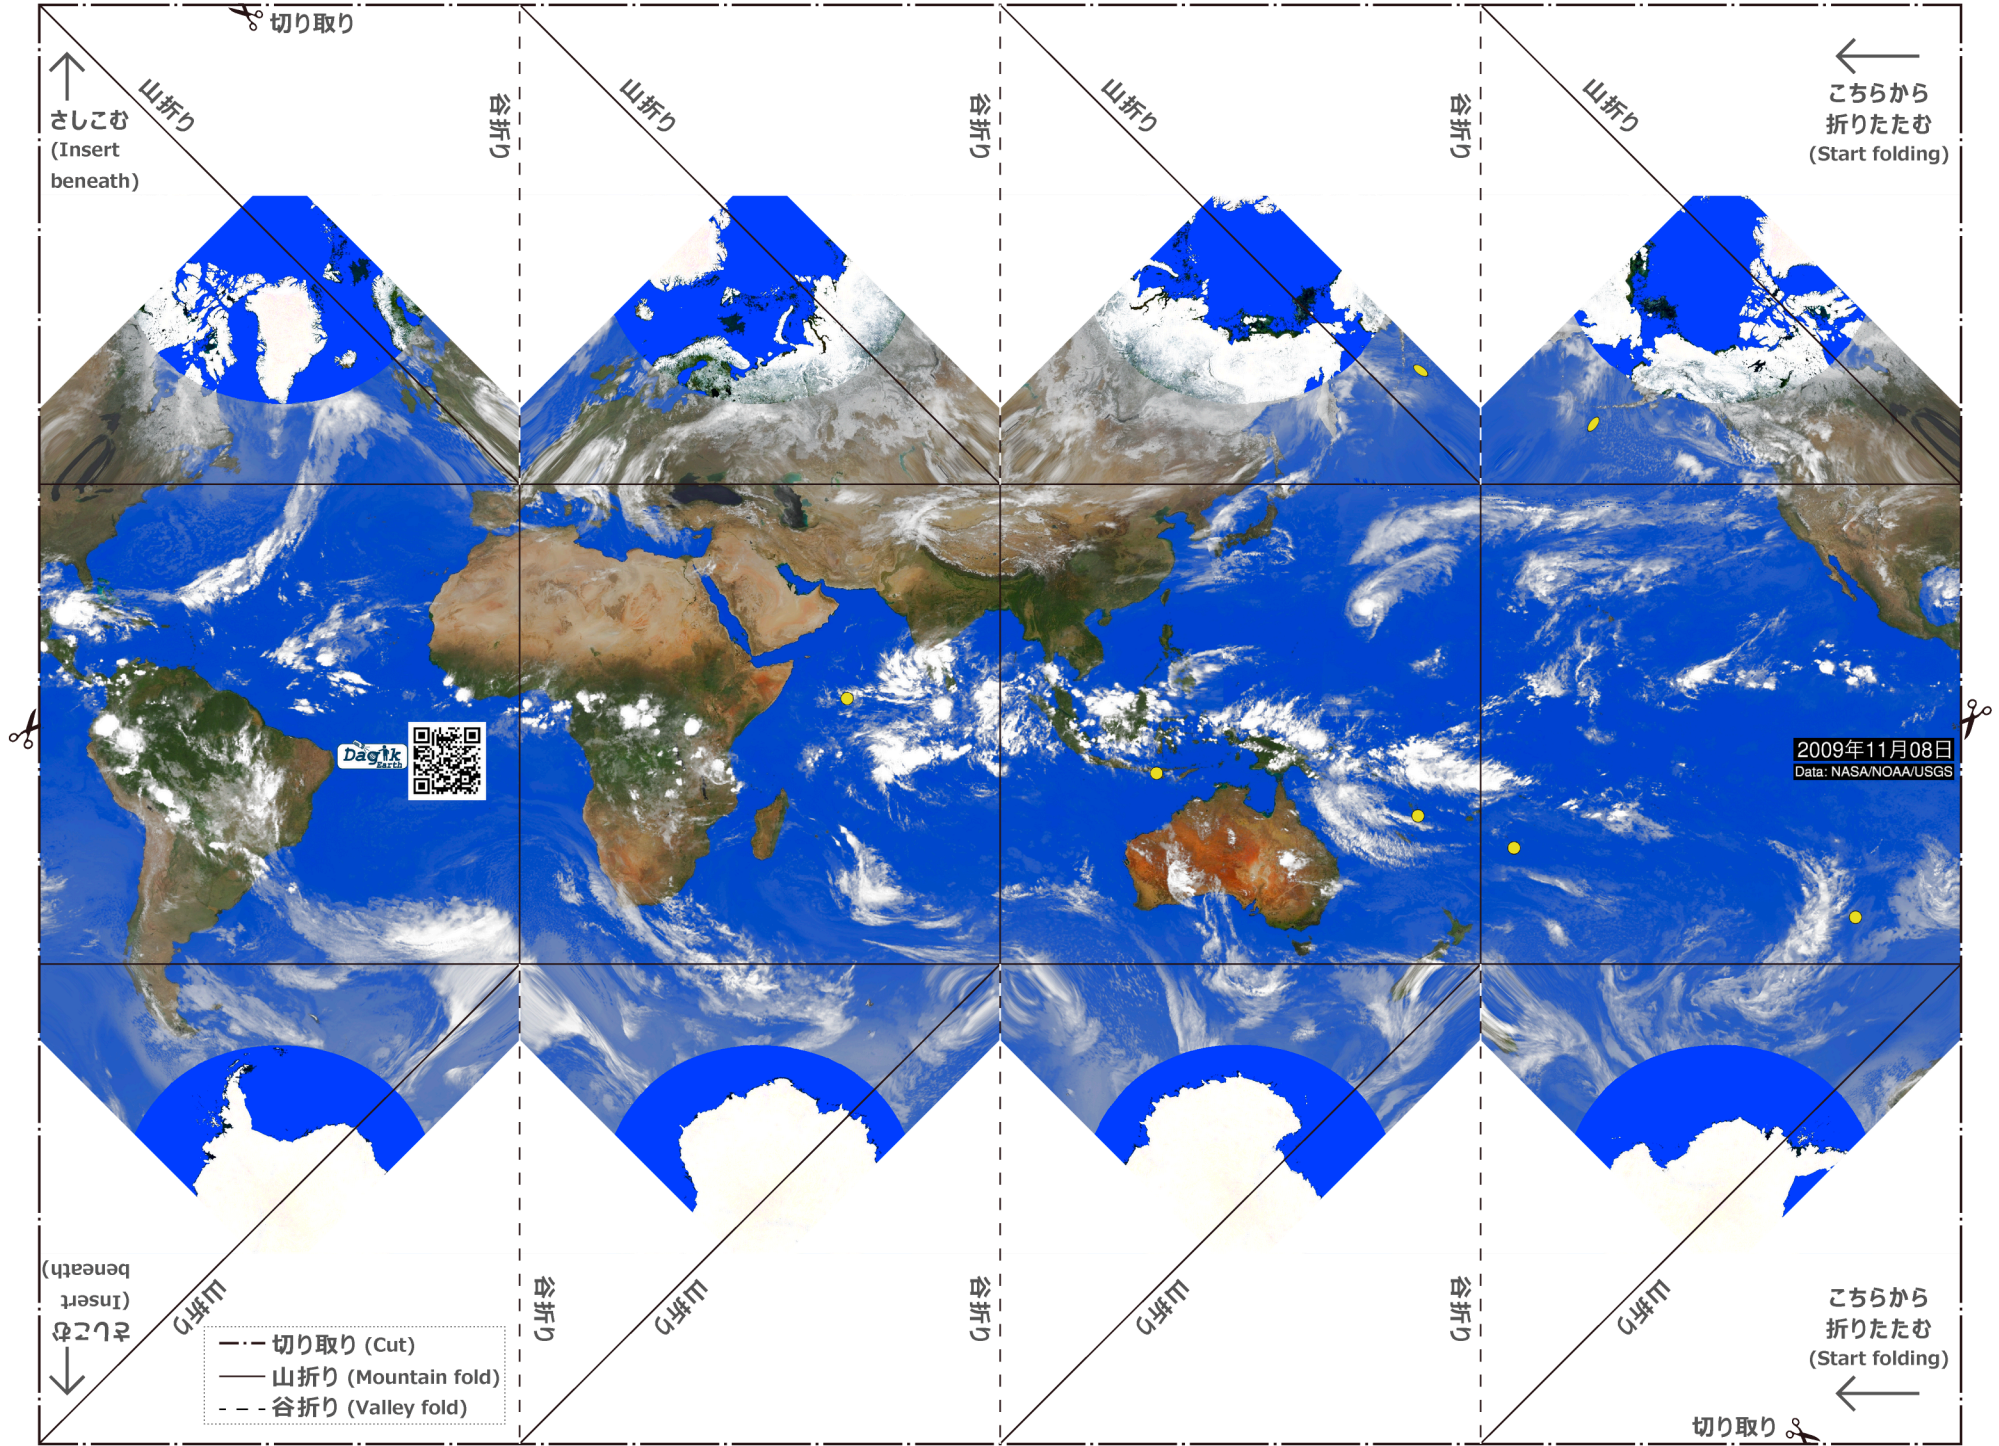 切り取り
さしこむ
(Insert
beneath)
山折り
谷折り
山折り
谷折り
山折り
谷折り
山折り
こちらから
折りたたむ
(Start folding)
Dagik
Earth
2009年11月08日
Data: NASA/NOAA/USGS
さしこむ
(Insert
beneath)
山折り
谷折り
山折り
谷折り
山折り
谷折り
山折り
こちらから
折りたたむ
(Start folding)
切り取り (Cut)
山折り (Mountain fold)
谷折り (Valley fold)
切り取り